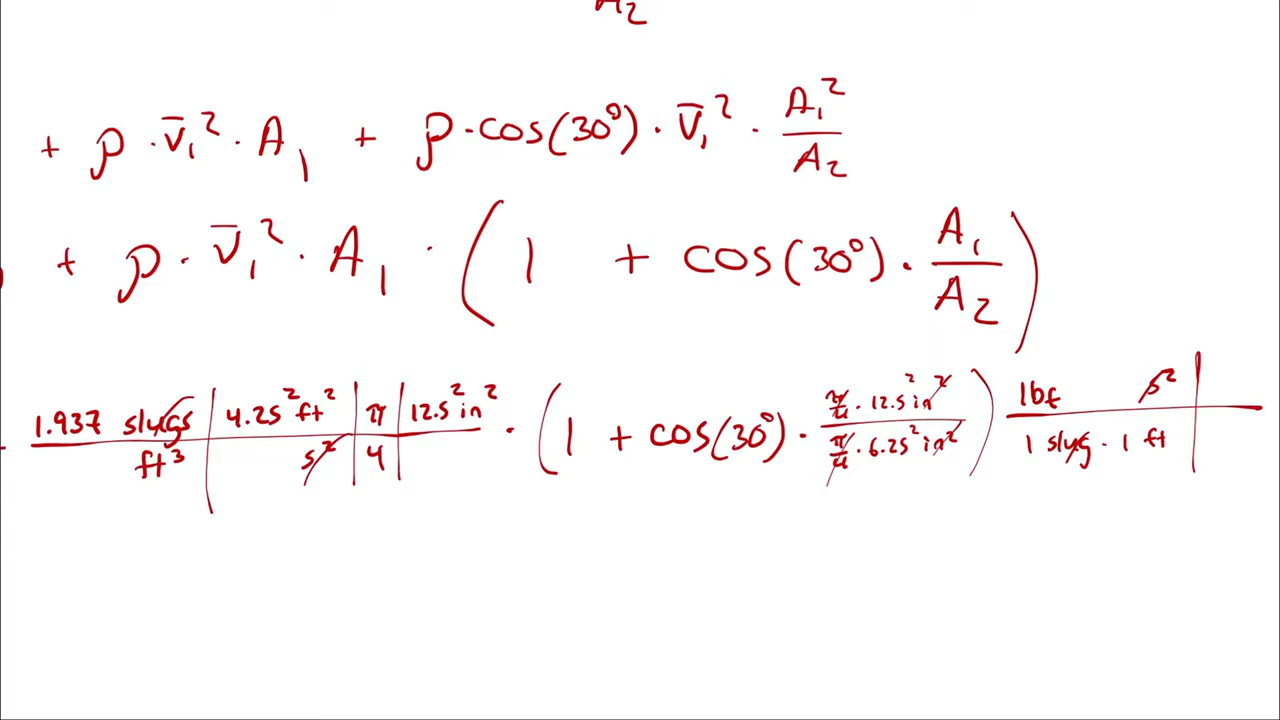 A₂
+ ρ · v̄₁² · A₁ + ρ · cos(30°) · v̄₁² · A₁² / A₂
+ ρ · v̄₁² · A₁ · (1 + cos(30°) · A₁ / A₂)
1.937 slugs / ft³ | 4.25² ft² / s² | π / 4 | 12.5² in² · (1 + cos(30°) · π/4 · 12.5² in² / π/4 · 6.25² in²) lbf s² / 1 slug · 1 ft |